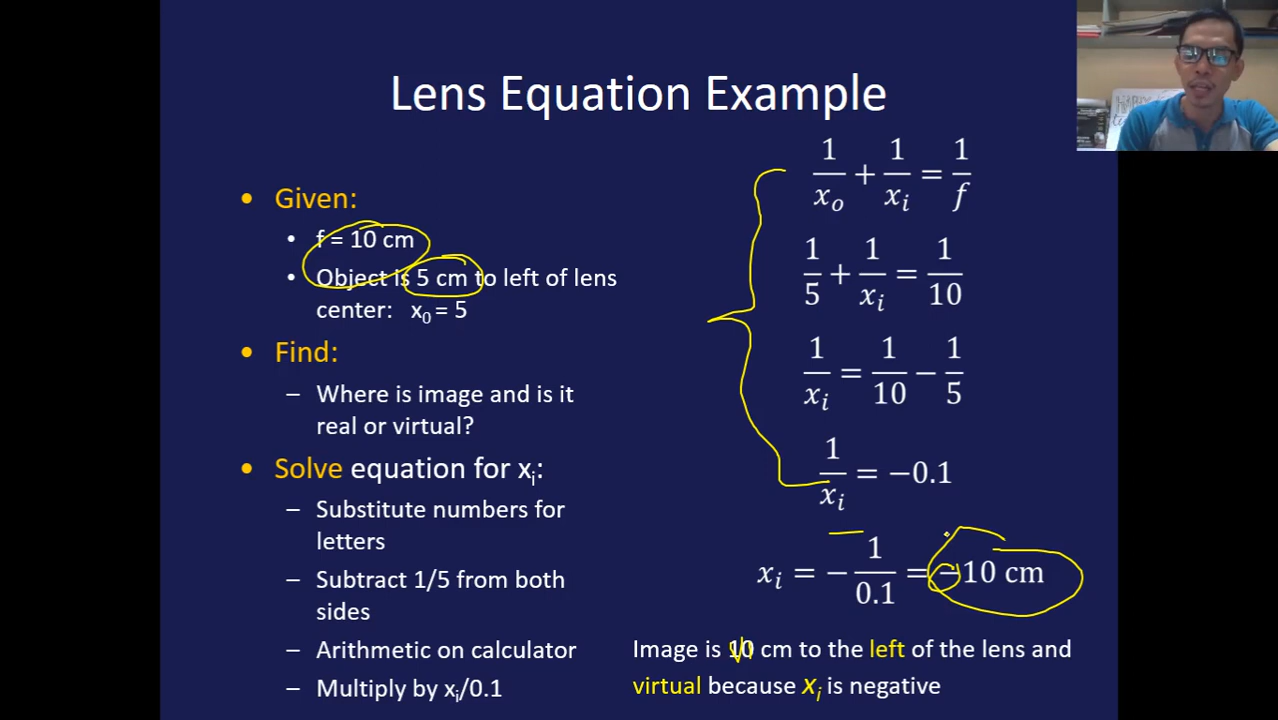 Lens Equation Example
• Given:
• f = 10 cm
• Object is 5 cm to left of lens
center: x₀ = 5
• Find:
– Where is image and is it
real or virtual?
• Solve equation for xᵢ:
– Substitute numbers for
letters
– Subtract 1/5 from both
sides
– Arithmetic on calculator
– Multiply by xᵢ/0.1
1/xₒ + 1/xᵢ = 1/f
1/5 + 1/xᵢ = 1/10
1/xᵢ = 1/10 − 1/5
1/xᵢ = −0.1
xᵢ = − 1/0.1 = −10 cm
Image is 10 cm to the left of the lens and
virtual because xᵢ is negative